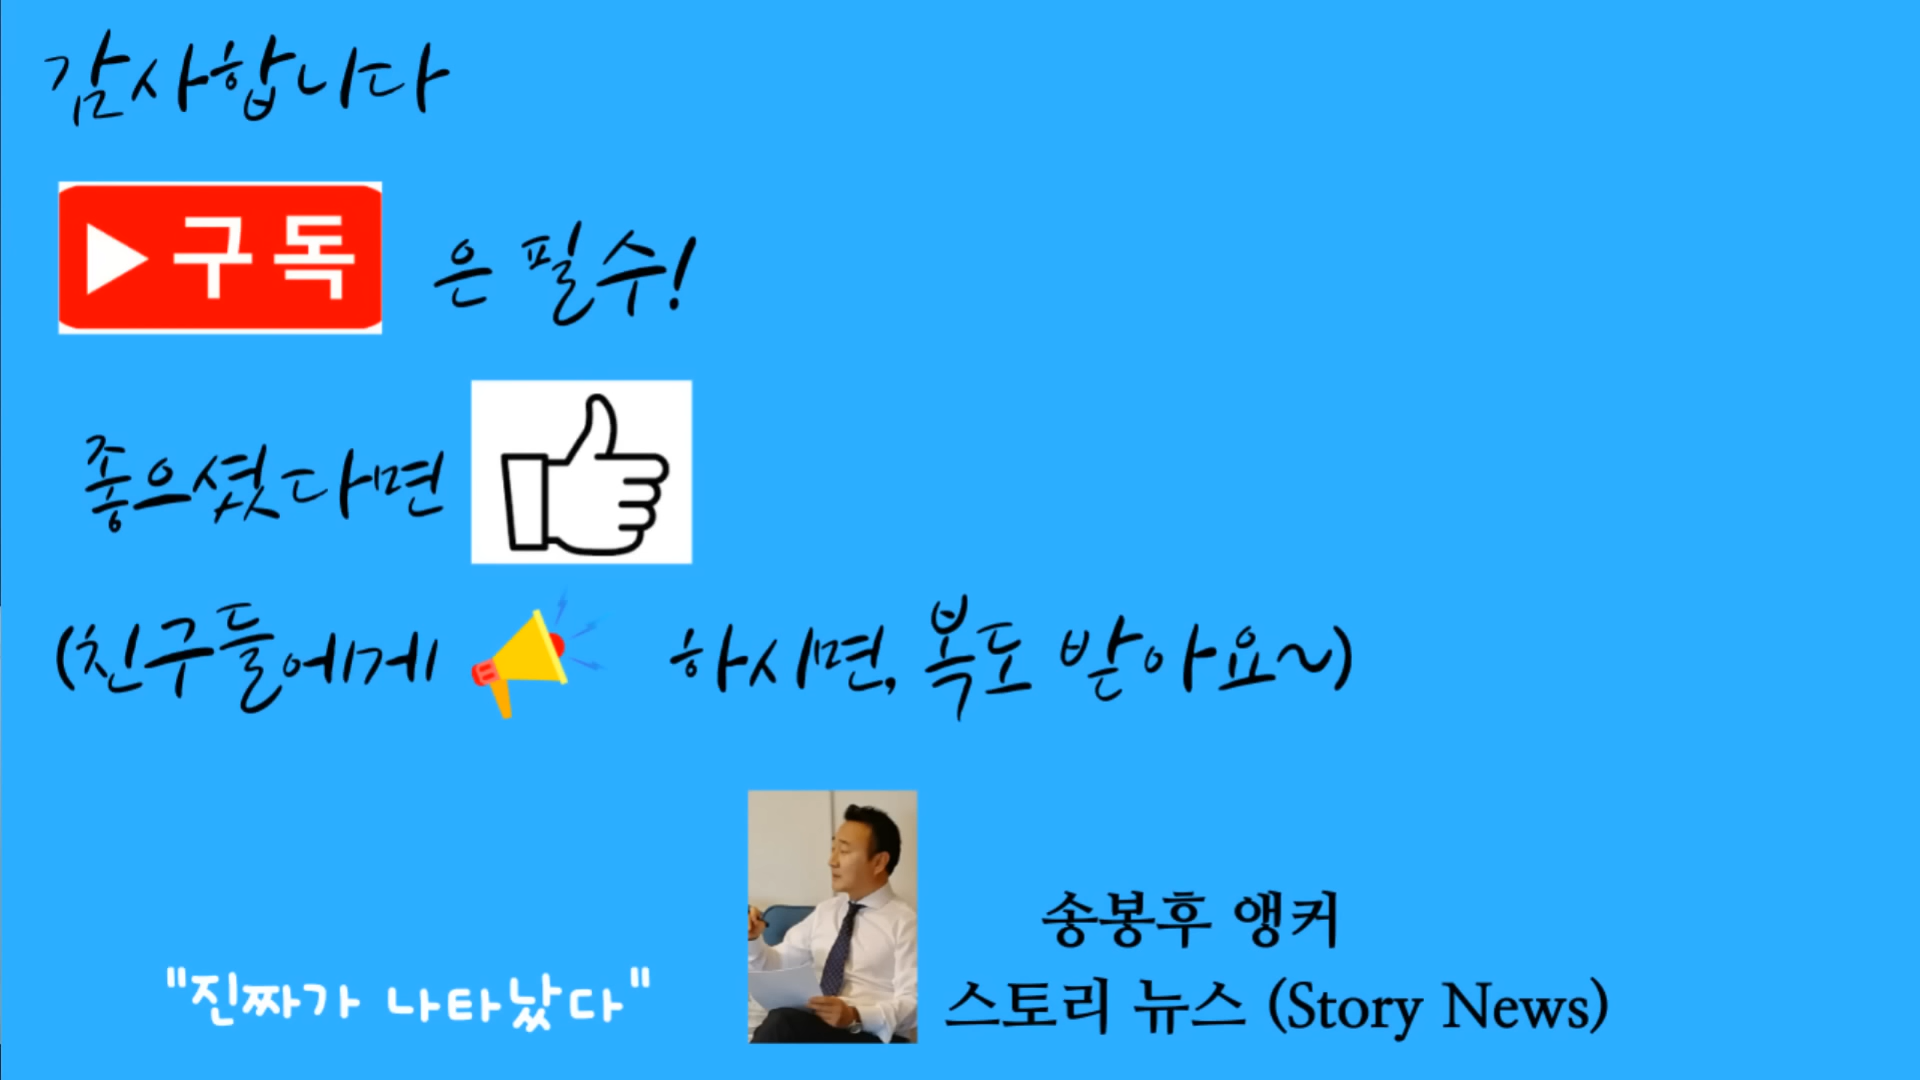 감사합니다
구독 은 필수!
좋으셨다면
(친구들에게 하시면, 복도 받아요~)
송봉후 앵커
"진짜가 나타났다"
스토리 뉴스 (Story News)